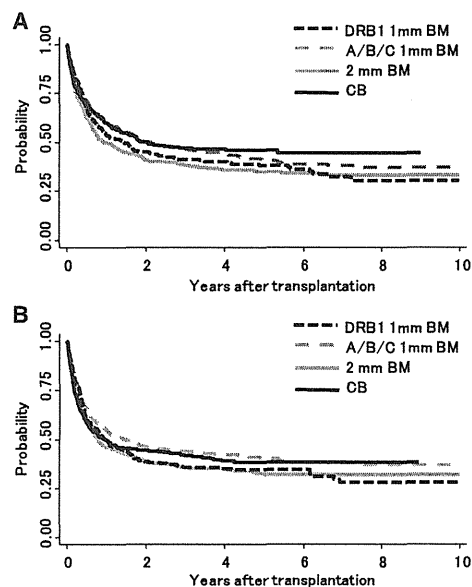 A
DRB1 1mm BM
A/B/C 1mm BM
2 mm BM
CB
Probability
1.00
0.75
0.50
0.25
0.00
0 2 4 6 8 10
Years after transplantation
B
DRB1 1mm BM
A/B/C 1mm BM
2 mm BM
CB
Probability
1.00
0.75
0.50
0.25
0.00
0 2 4 6 8 10
Years after transplantation